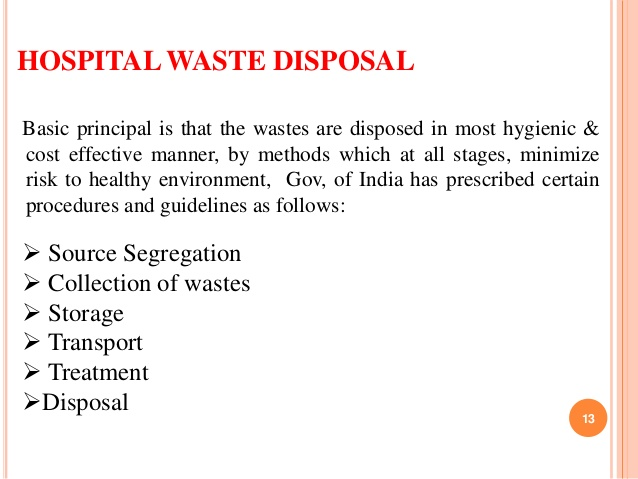 HOSPITAL WASTE DISPOSAL
Basic principal is that the wastes are disposed in most hygienic &
cost effective manner, by methods which at all stages, minimize
risk to healthy environment, Gov, of India has prescribed certain
procedures and guidelines as follows:
➢ Source Segregation
➢ Collection of wastes
➢ Storage
➢ Transport
➢ Treatment
➢Disposal
13